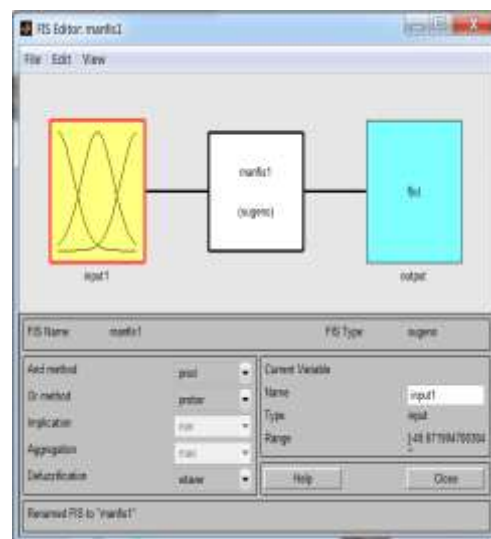 FIS Editor: manfis1
File Edit View
manfis1
(sugeno)
f(u)
input1
output
FIS Name manfis1 FIS Type sugeno
And method prod
Or method probor
Implication min
Aggregation max
Defuzzification wtaver
Current Variable
Name input1
Type input
Range
Help Close
Renamed FIS to "manfis1"